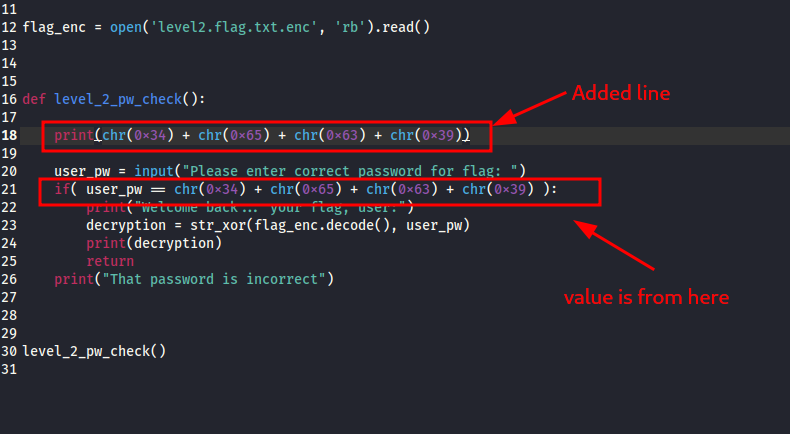 11
12 flag_enc = open('level2.flag.txt.enc', 'rb').read()
13
14
15
16 def level_2_pw_check():
17
Added line
18 print(chr(0×34) + chr(0×65) + chr(0×63) + chr(0×39))
19
20 user_pw = input("Please enter correct password for flag: ")
21 if( user_pw == chr(0×34) + chr(0×65) + chr(0×63) + chr(0×39) ):
22 print("Welcome back... your flag, user:")
23 decryption = str_xor(flag_enc.decode(), user_pw)
24 print(decryption)
25 return
26 print("That password is incorrect")
value is from here
27
28
29
30 level_2_pw_check()
31